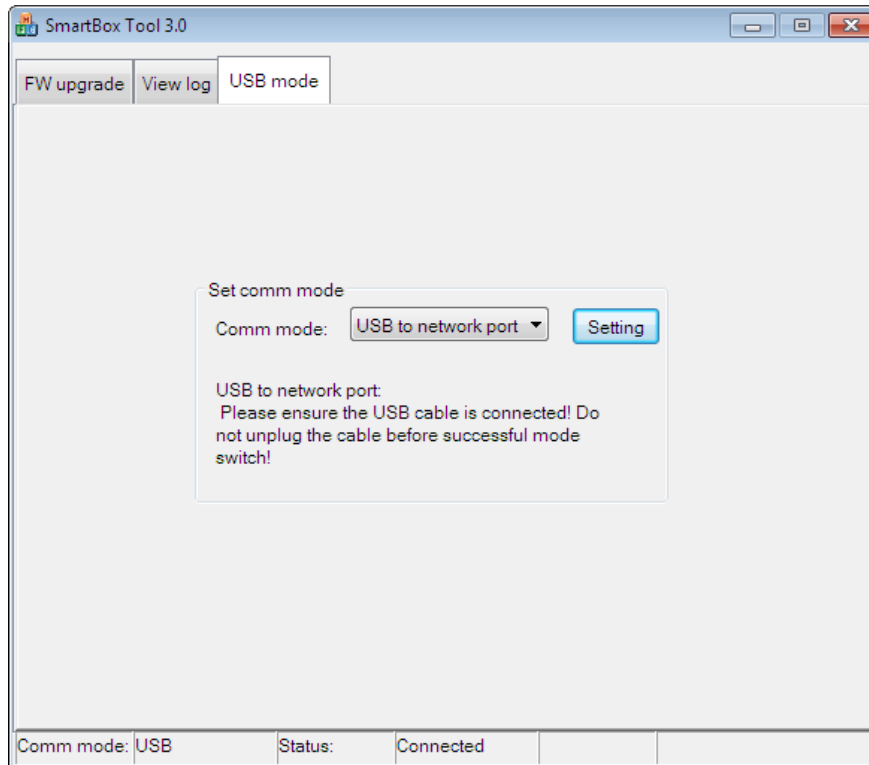 SmartBox Tool 3.0
FW upgrade View log USB mode
Set comm mode
Comm mode: USB to network port Setting
USB to network port:
Please ensure the USB cable is connected! Do
not unplug the cable before successful mode
switch!
Comm mode: USB Status: Connected